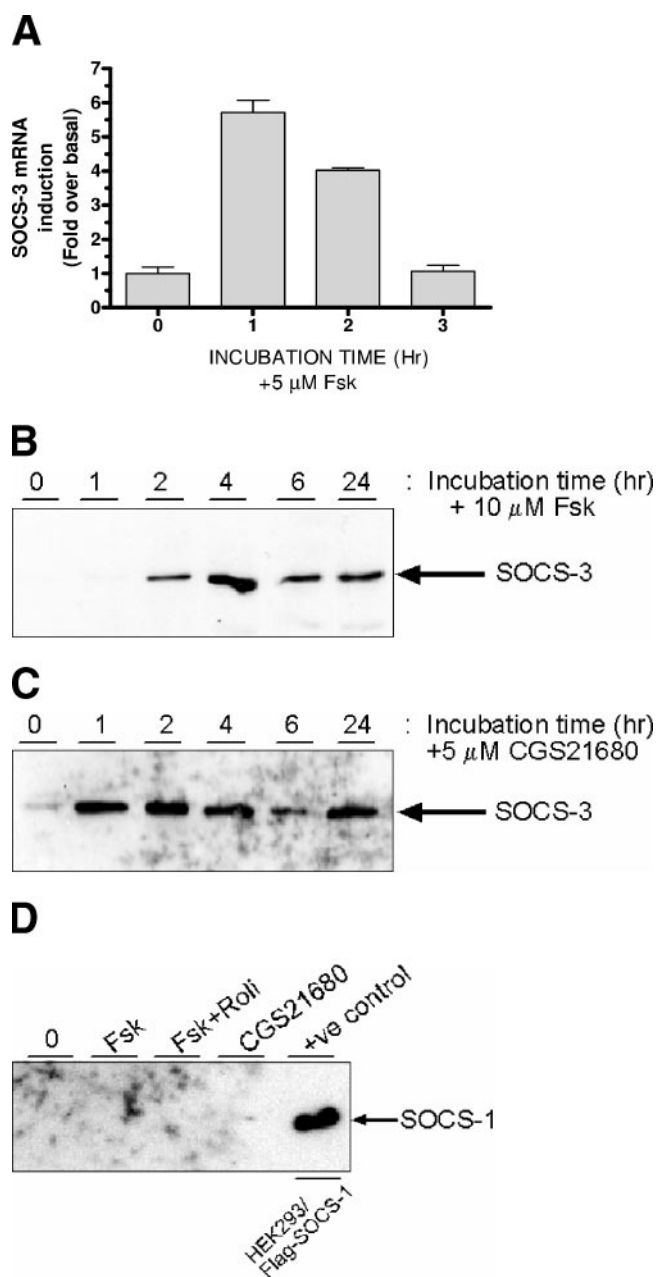 A
SOCS-3 mRNA
induction
(Fold over basal)
7
6
5
4
3
2
1
0
0 1 2 3
INCUBATION TIME (Hr)
+5 µM Fsk
B
0 1 2 4 6 24 : Incubation time (hr)
+ 10 µM Fsk
SOCS-3
C
0 1 2 4 6 24 : Incubation time (hr)
+5 µM CGS21680
SOCS-3
D
0 Fsk Fsk+Roli CGS21680 +ve control
SOCS-1
HEK293/
Flag-SOCS-1